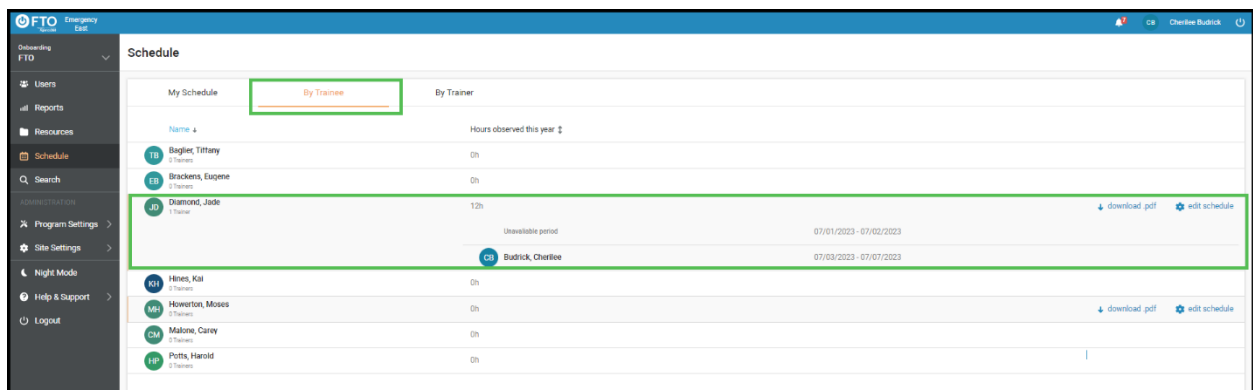 FTO
Emergency
East
2
CB
Cherilee Budrick
Onboarding
FTO
Users
Reports
Resources
Schedule
Search
ADMINISTRATION
Program Settings
Site Settings
Night Mode
Help & Support
Logout
Schedule
My Schedule By Trainee By Trainer
Name Hours observed this year
TB Baglier, Tiffany 0h
0 Trainers
EB Brackens, Eugene 0h
0 Trainers
JD Diamond, Jade 12h download .pdf edit schedule
1 Trainer
Unavailable period 07/01/2023 - 07/02/2023
CB Budrick, Cherilee 07/03/2023 - 07/07/2023
KH Hines, Kai 0h
0 Trainers
MH Howerton, Moses 0h download .pdf edit schedule
0 Trainers
CM Malone, Carey 0h
0 Trainers
HP Potts, Harold 0h
0 Trainers